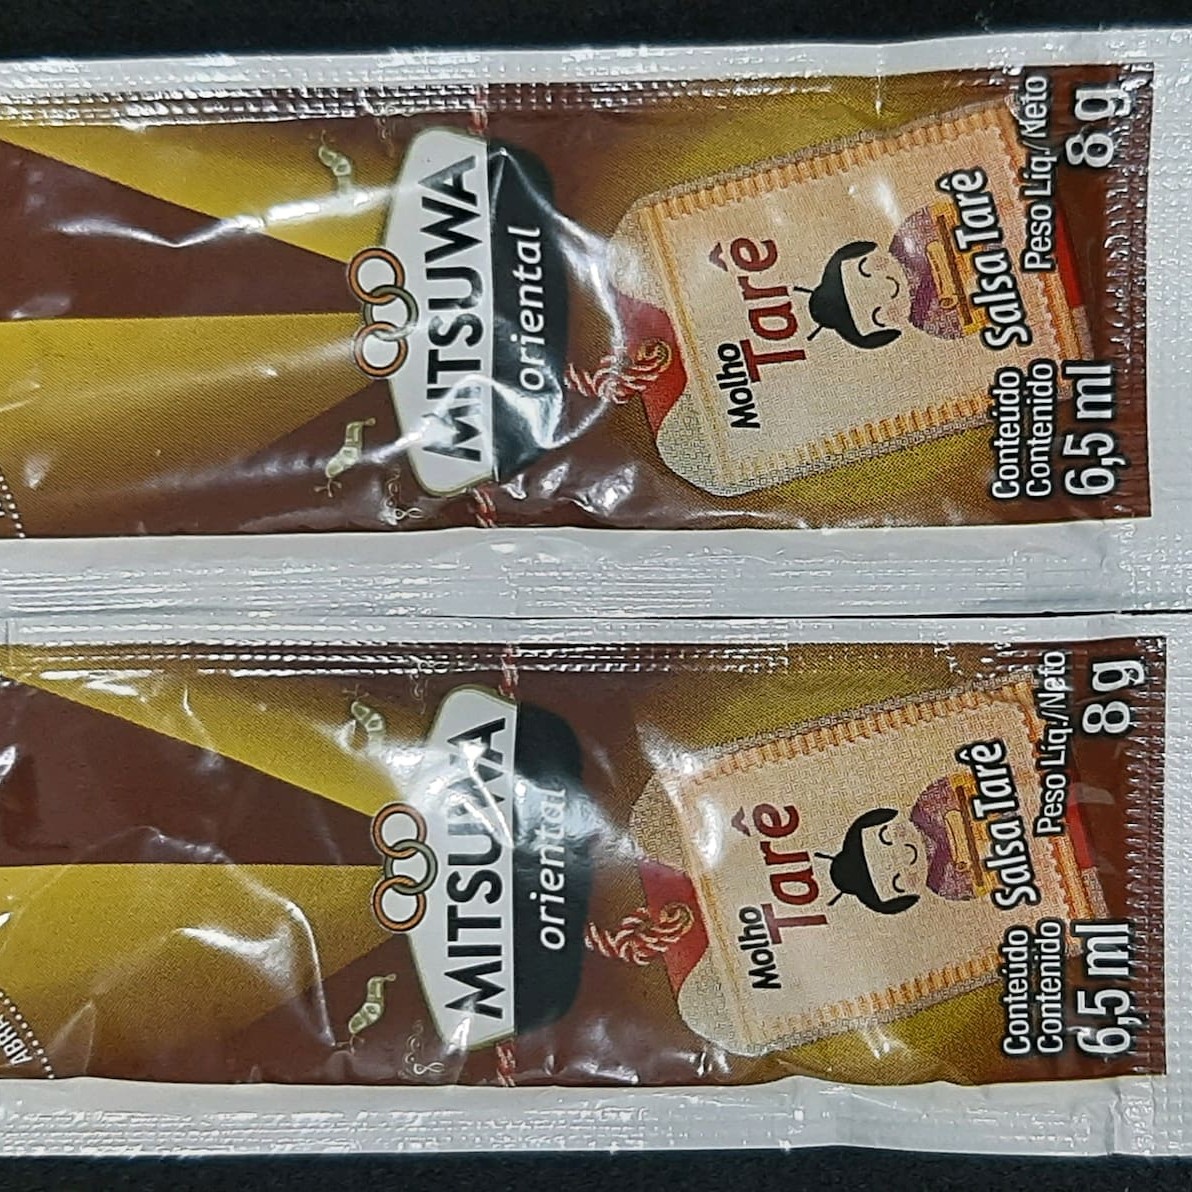 MITSUWA
oriental
Molho
Tarê
Salsa Tarê
Conteúdo
Contenido
6,5 ml
Peso Líq./Neto
8 g
ABRA
MITSUWA
oriental
Molho
Tarê
Salsa Tarê
Conteúdo
Contenido
6,5 ml
Peso Líq./Neto
8 g